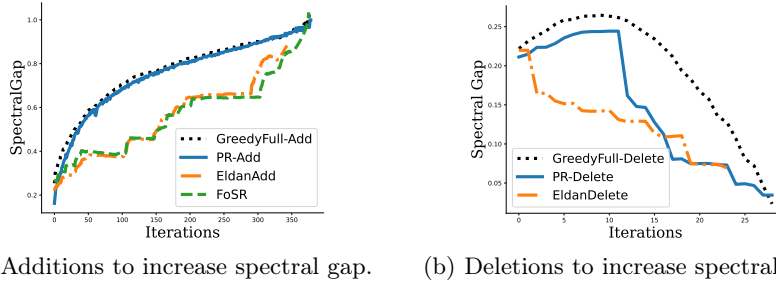 1.0
0.8
0.6
0.4
0.2
SpectralGap
0 50 100 150 200 250 300 350
Iterations
GreedyFull-Add
PR-Add
EldanAdd
FoSR
Additions to increase spectral gap.
0.25
0.20
0.15
0.10
0.05
Spectral Gap
0 5 10 15 20 25
Iterations
GreedyFull-Delete
PR-Delete
EldanDelete
(b) Deletions to increase spectral